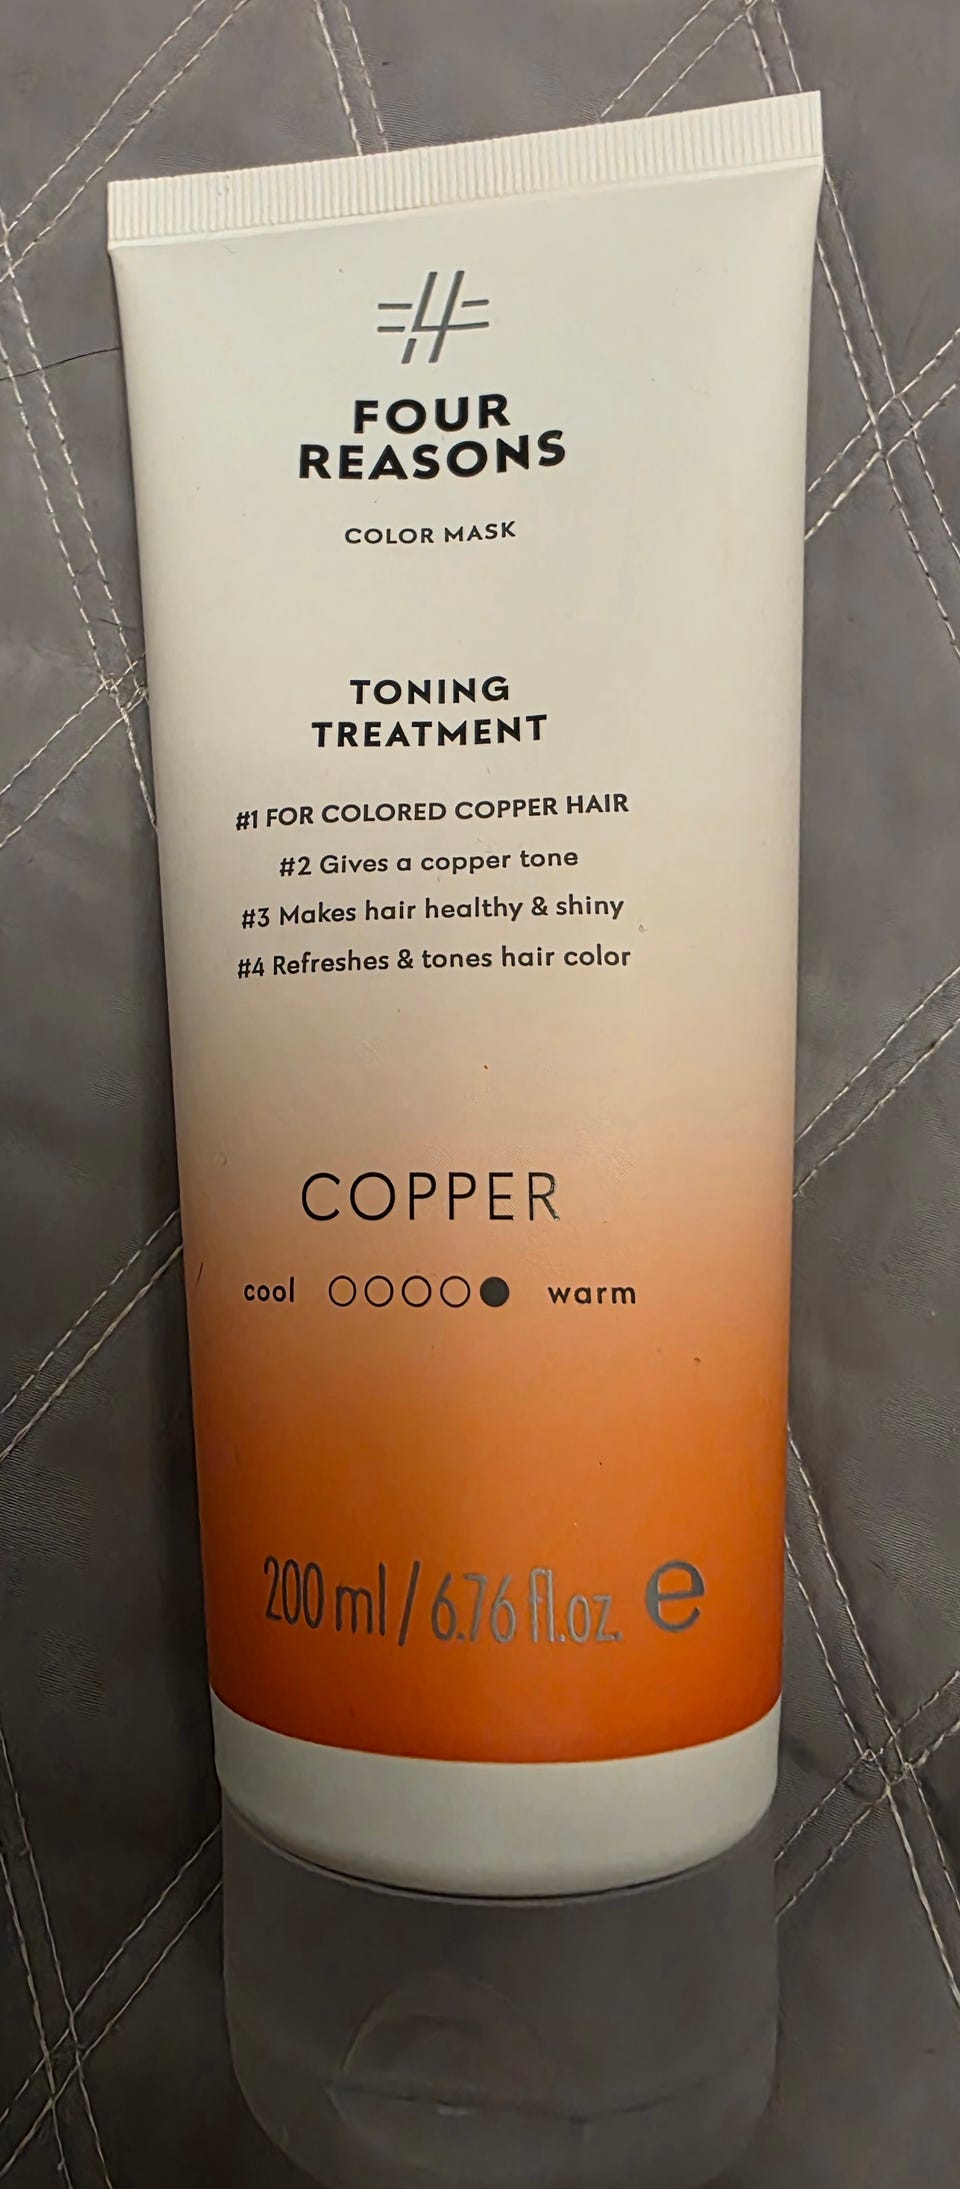 FOUR
REASONS
COLOR MASK
TONING
TREATMENT
#1 FOR COLORED COPPER HAIR
#2 Gives a copper tone
#3 Makes hair healthy & shiny
#4 Refreshes & tones hair color
COPPER
cool warm
200 ml / 6.76 fl.oz. e